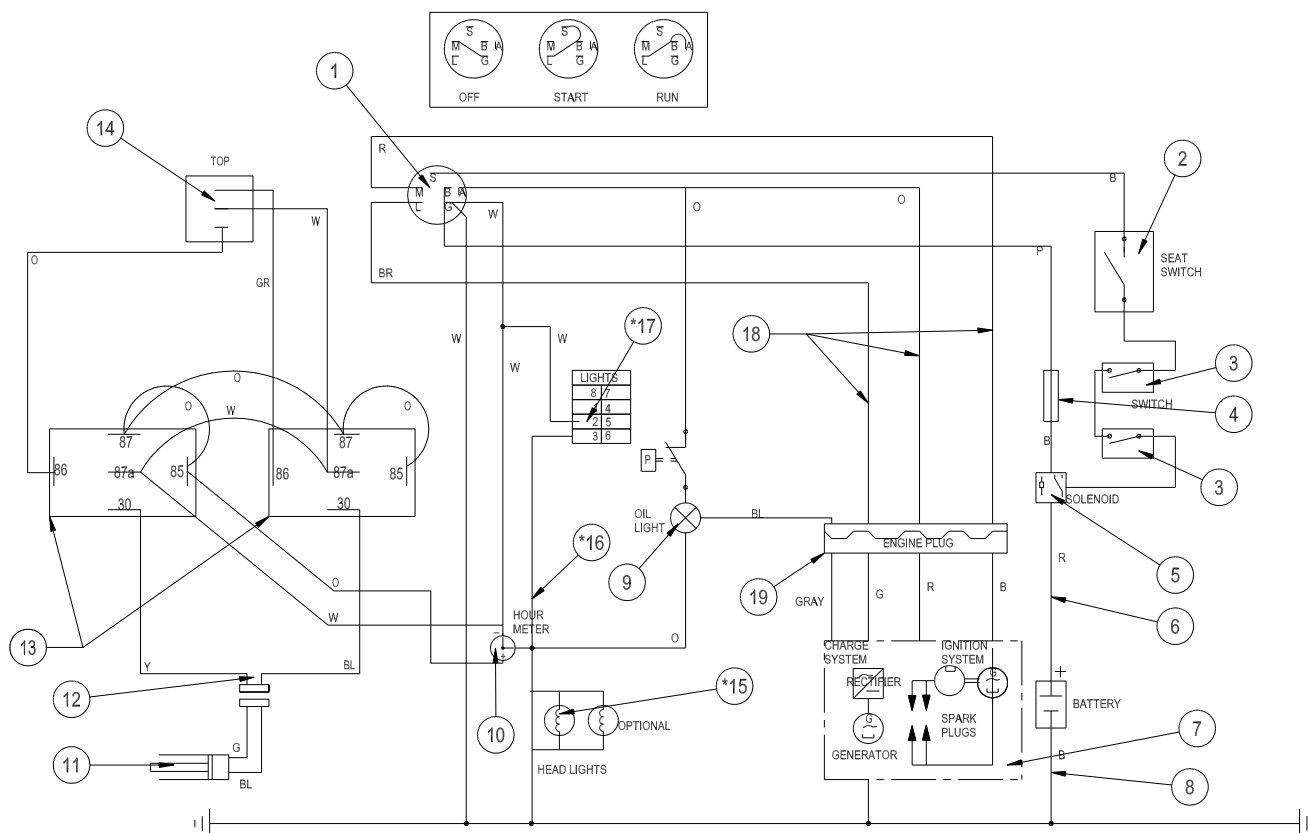 S
M B A
L G
OFF
S
M B A
L G
START
S
M B A
L G
RUN
1
14
TOP
R
S
M B A
L G
W
O
O
B
2
SEAT
SWITCH
W
O
GR
BR
P
W
W
W
*17
18
LIGHTS
8 7
4
2 5
3 6
3
SWITCH
4
B
3
O
O
W
O
87
86
87a
85
30
87
86
87a
85
30
P
SOLENOID
5
OIL
LIGHT
BL
ENGINE PLUG
9
*16
19
R
6
O
W
HOUR
METER
-
+
O
GRAY
G
R
B
13
Y
BL
12
10
*15
OPTIONAL
HEAD LIGHTS
CHARGE
SYSTEM
IGNITION
SYSTEM
RECTIFIER
G
G
SPARK
PLUGS
GENERATOR
+
BATTERY
7
B
8
11
G
BL